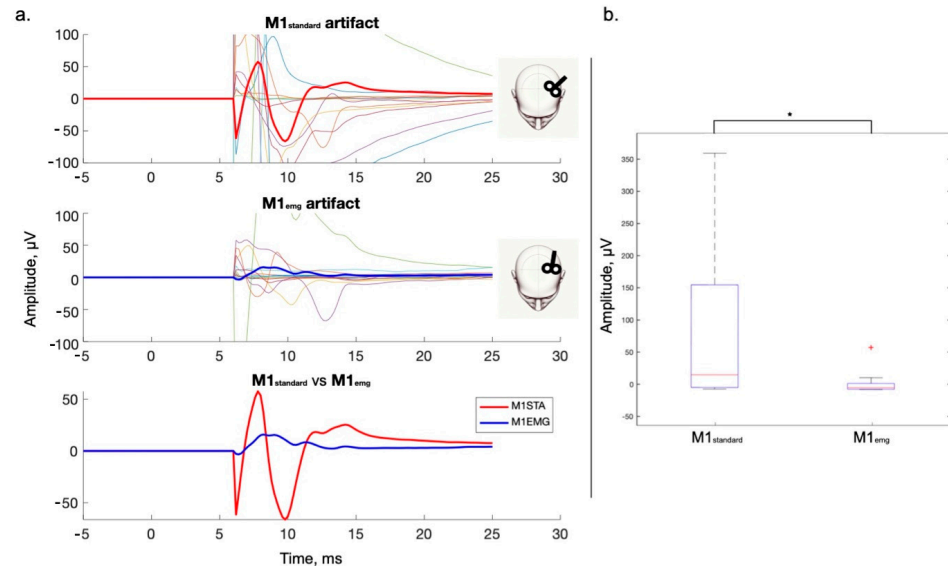 a.
M1standard artifact
100
50
0
-50
-100
-5 0 5 10 15 20 25 30
M1emg artifact
100
50
0
-50
-100
-5 0 5 10 15 20 25 30
Amplitude, µV
M1standard VS M1emg
M1STA
M1EMG
50
0
50
-5 0 5 10 15 20 25 30
Time, ms
b.
*
350
300
250
200
150
100
50
0
-50
Amplitude, µV
M1standard M1emg